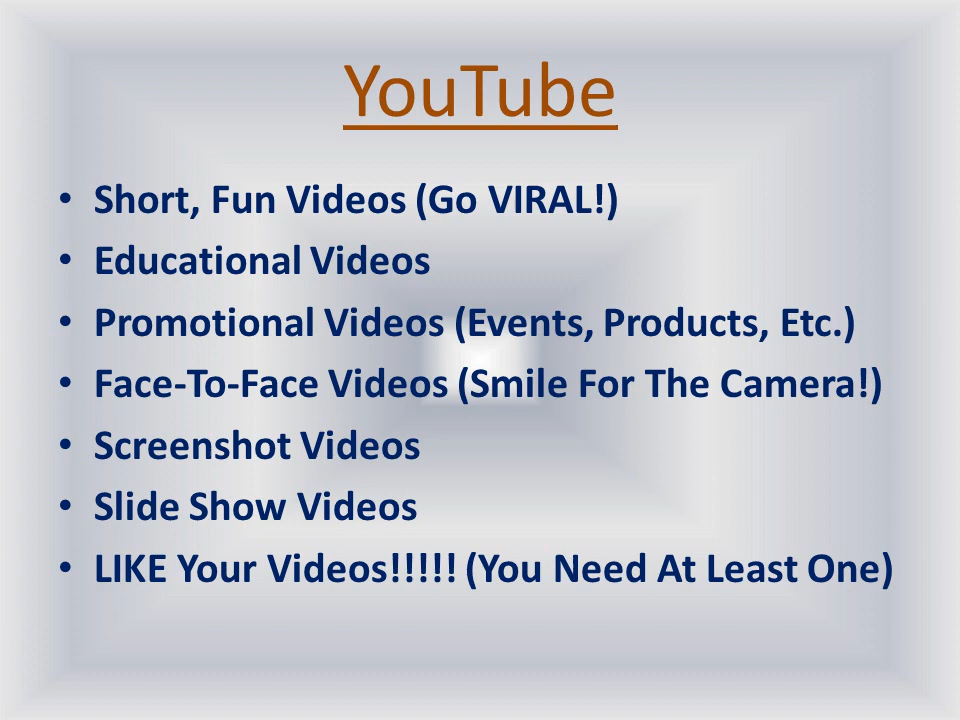 YouTube
• Short, Fun Videos (Go VIRAL!)
• Educational Videos
• Promotional Videos (Events, Products, Etc.)
• Face-To-Face Videos (Smile For The Camera!)
• Screenshot Videos
• Slide Show Videos
• LIKE Your Videos!!!!! (You Need At Least One)